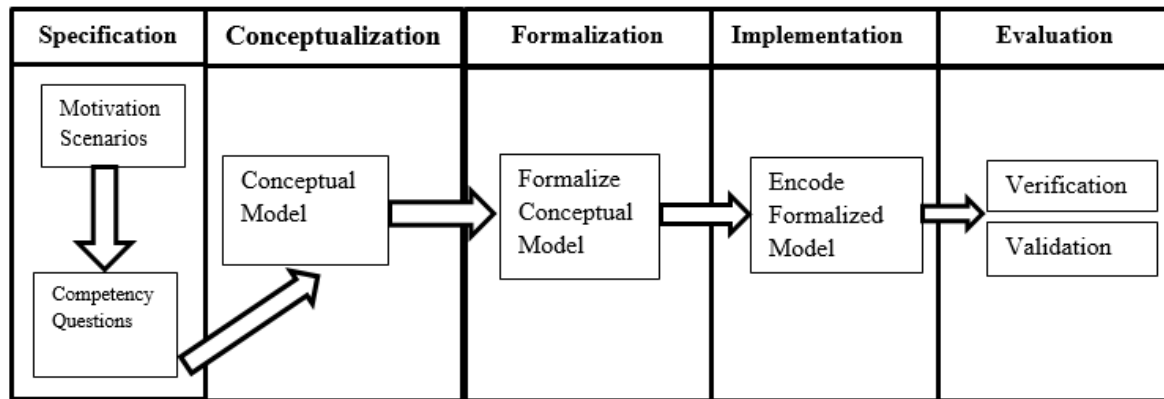 Specification
Conceptualization
Formalization
Implementation
Evaluation
Motivation
Scenarios
Competency
Questions
Conceptual
Model
Formalize
Conceptual
Model
Encode
Formalized
Model
Verification
Validation